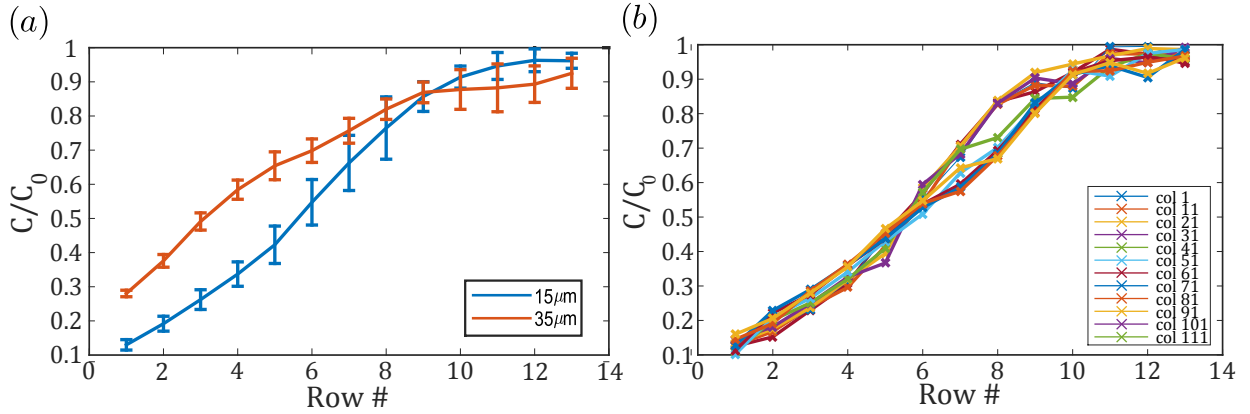 (a)
C/C0
1
0.9
0.8
0.7
0.6
0.5
0.4
0.3
0.2
0.1
0 2 4 6 8 10 12 14
Row #
15μm
35μm
(b)
C/C0
1
0.9
0.8
0.7
0.6
0.5
0.4
0.3
0.2
0.1
0 2 4 6 8 10 12 14
Row #
col 1
col 11
col 21
col 31
col 41
col 51
col 61
col 71
col 81
col 91
col 101
col 111